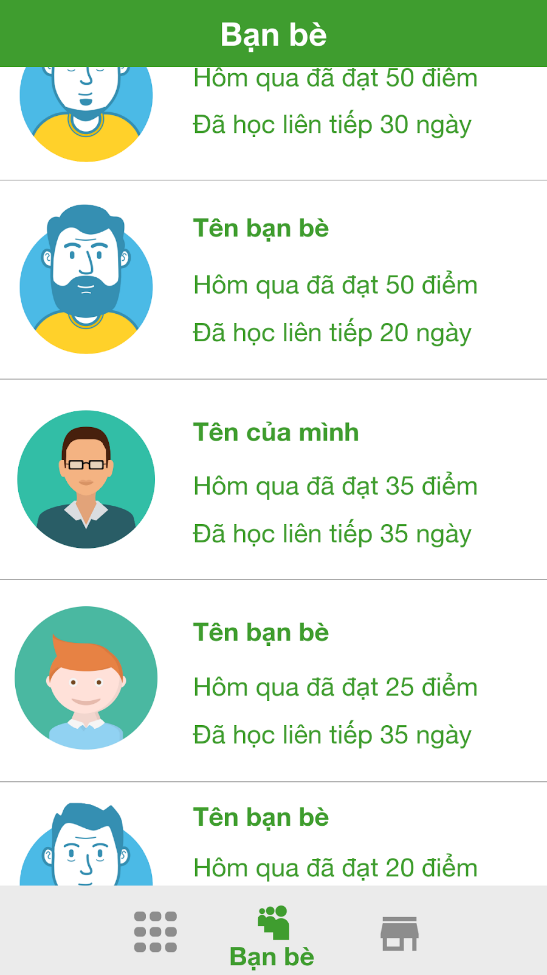 Bạn bè
Hôm qua đã đạt 50 điểm
Đã học liên tiếp 30 ngày
Tên bạn bè
Hôm qua đã đạt 50 điểm
Đã học liên tiếp 20 ngày
Tên của mình
Hôm qua đã đạt 35 điểm
Đã học liên tiếp 35 ngày
Tên bạn bè
Hôm qua đã đạt 25 điểm
Đã học liên tiếp 35 ngày
Tên bạn bè
Hôm qua đã đạt 20 điểm
Bạn bè